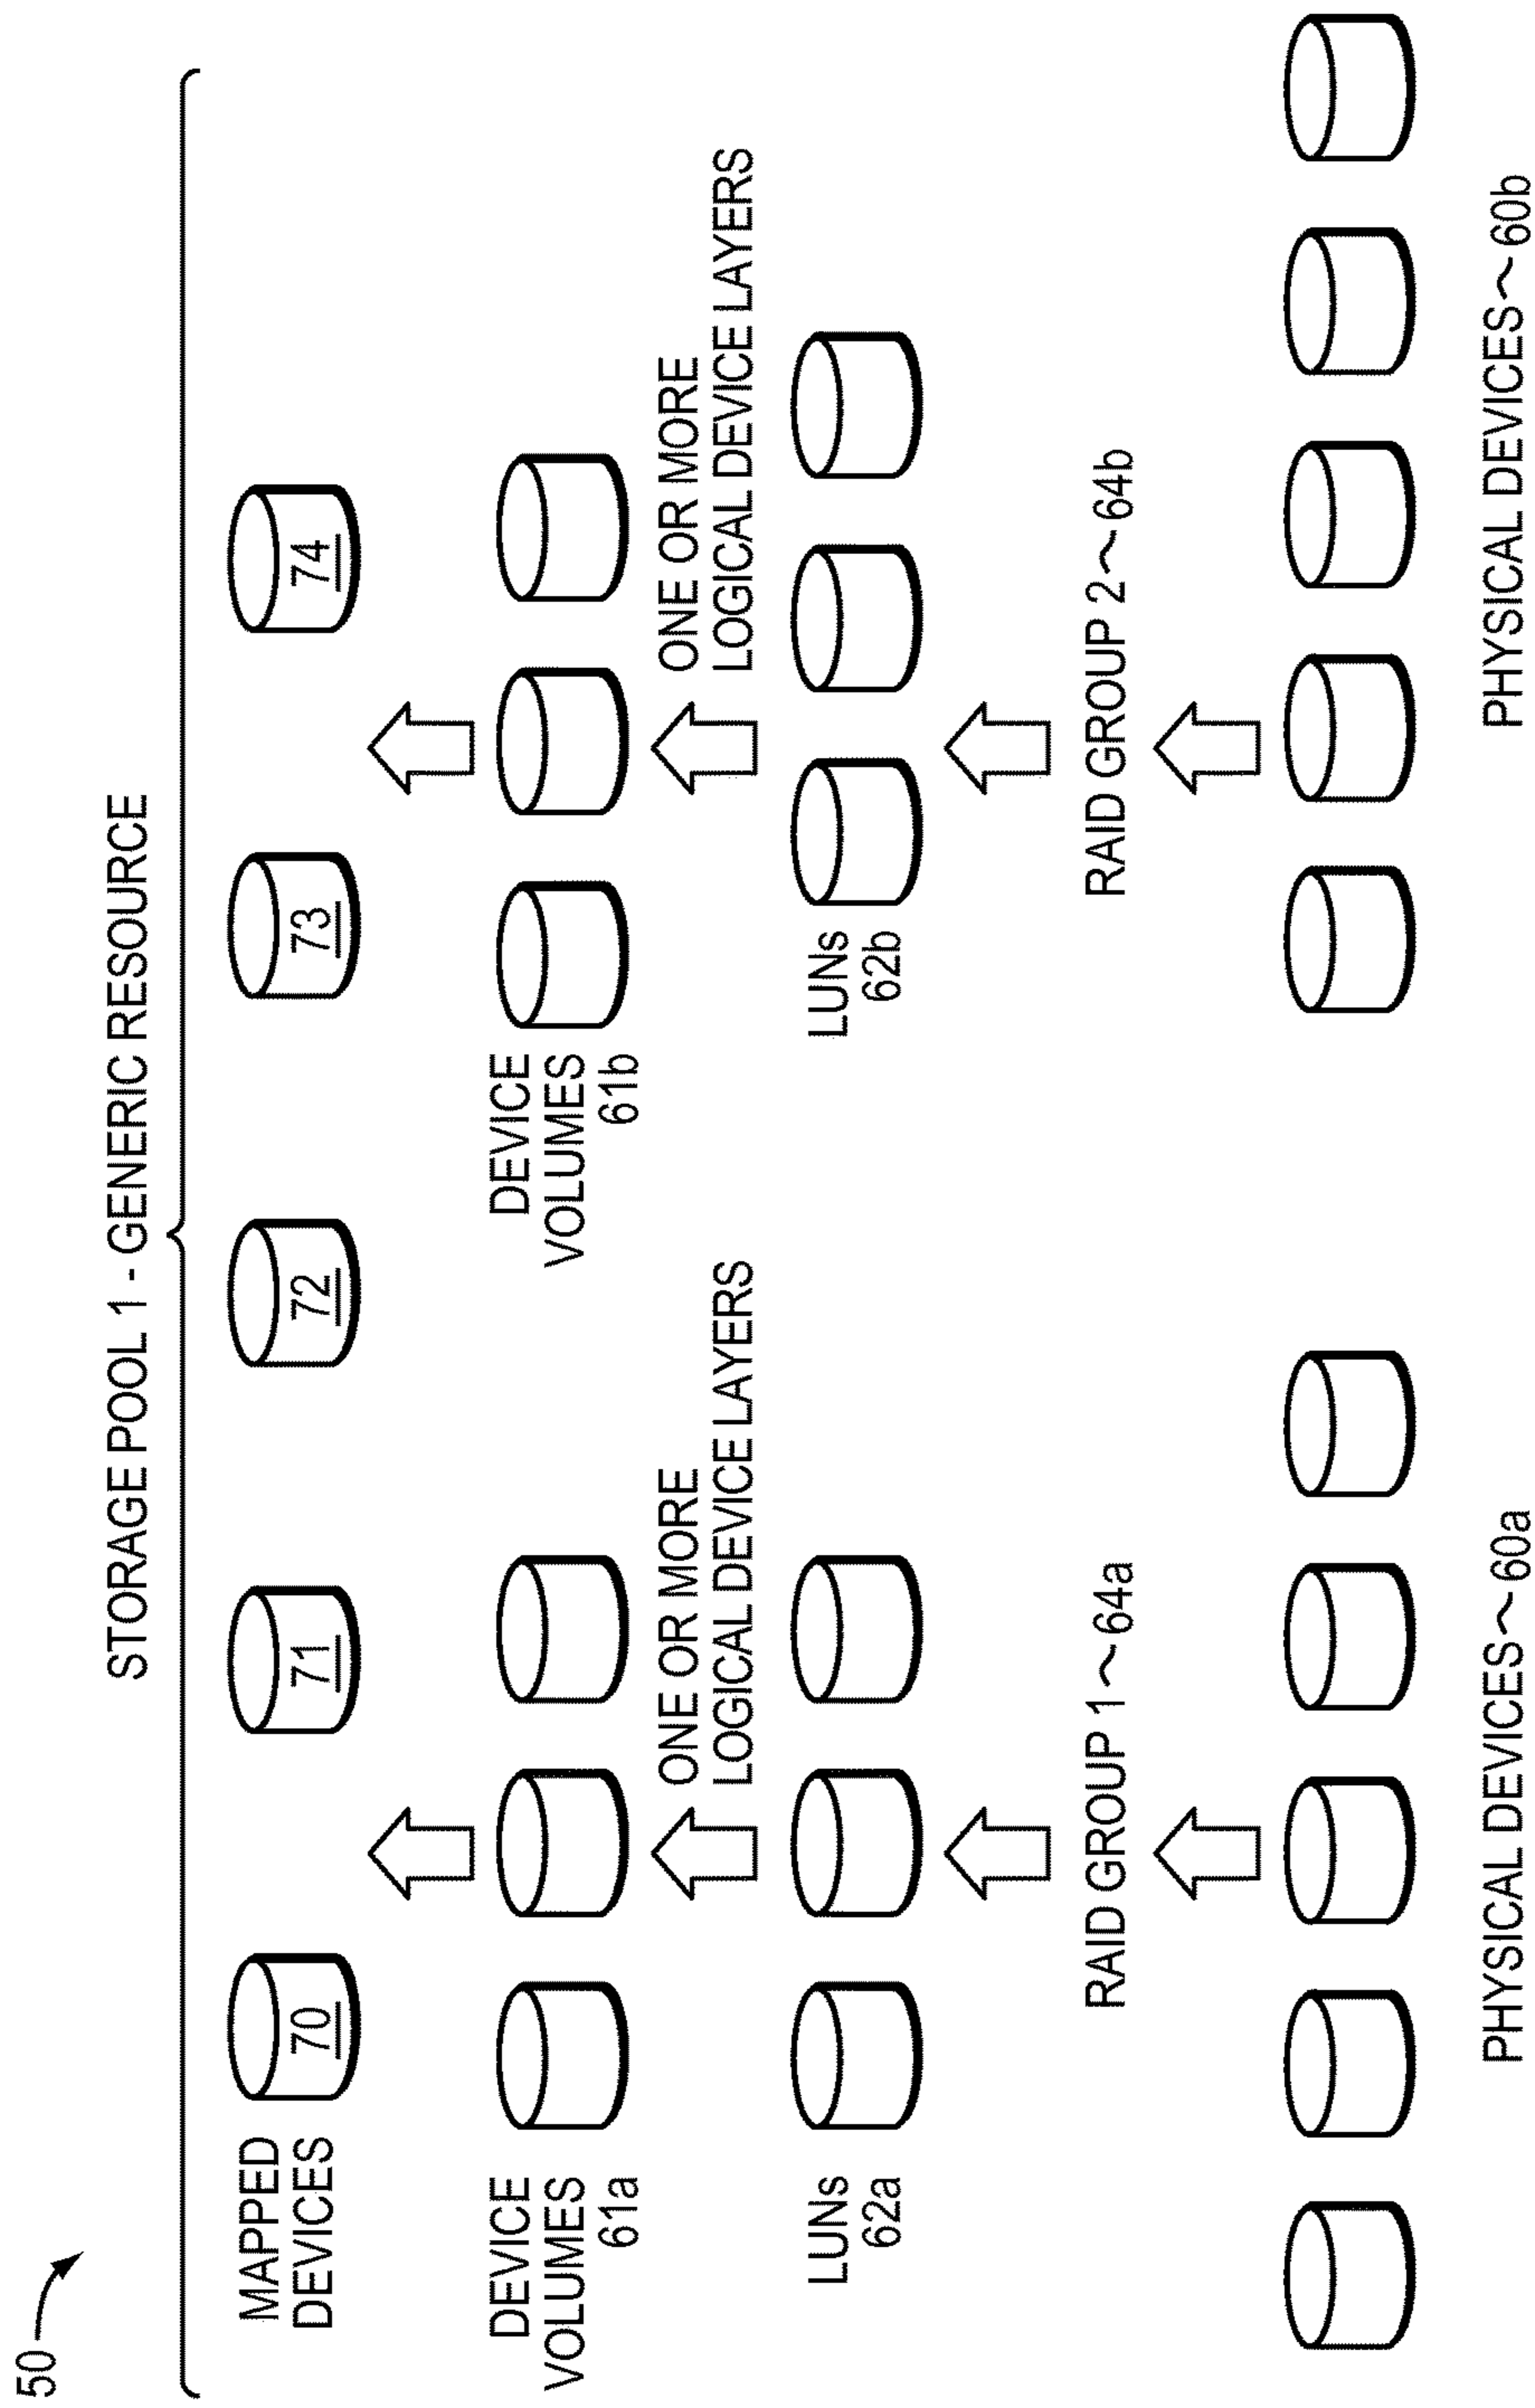 50
STORAGE POOL 1 - GENERIC RESOURCE
MAPPED
DEVICES
70
71
72
73
74
DEVICE
VOLUMES
61a
DEVICE
VOLUMES
61b
ONE OR MORE
LOGICAL DEVICE LAYERS
ONE OR MORE
LOGICAL DEVICE LAYERS
LUNs
62a
LUNs
62b
RAID GROUP 1~64a
RAID GROUP 2~64b
PHYSICAL DEVICES~60a
PHYSICAL DEVICES~60b